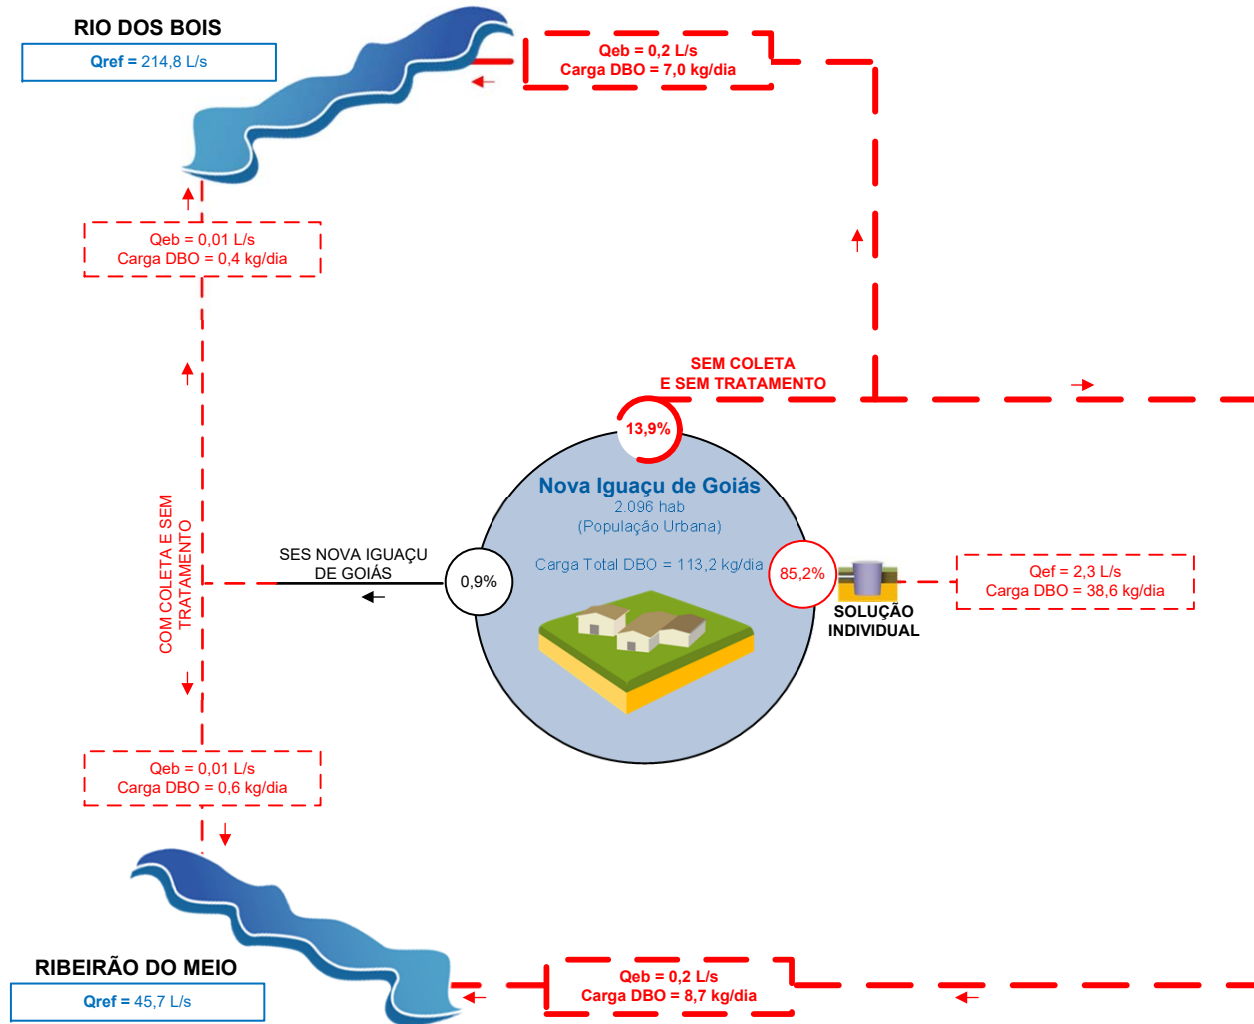 RIO DOS BOIS
Qref = 214,8 L/s
Qeb = 0,2 L/s
Carga DBO = 7,0 kg/dia
Qeb = 0,01 L/s
Carga DBO = 0,4 kg/dia
SEM COLETA
E SEM TRATAMENTO
13,9%
Nova Iguaçu de Goiás
2.096 hab
(População Urbana)
Carga Total DBO = 113,2 kg/dia
COM COLETA E SEM
TRATAMENTO
SES NOVA IGUAÇU
DE GOIÁS
0,9%
85,2%
SOLUÇÃO
INDIVIDUAL
Qef = 2,3 L/s
Carga DBO = 38,6 kg/dia
Qeb = 0,01 L/s
Carga DBO = 0,6 kg/dia
RIBEIRÃO DO MEIO
Qref = 45,7 L/s
Qeb = 0,2 L/s
Carga DBO = 8,7 kg/dia